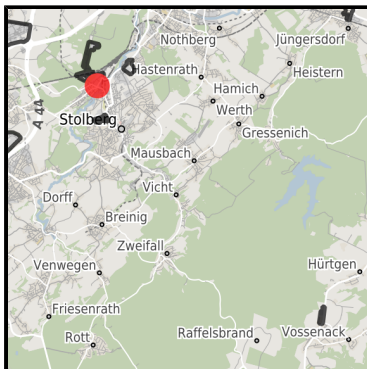 Nothberg
Jüngersdorf
Hastenrath
Heistern
Hamich
A 44
Werth
Stolberg
Gressenich
Mausbach
Vicht
Dorff
Breinig
Zweifall
Venwegen
Hürtgen
Friesenrath
Raffelsbrand
Vossenack
Rott